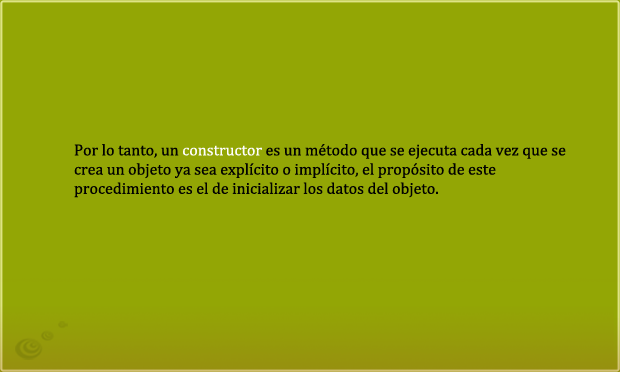 Por lo tanto, un constructor es un método que se ejecuta cada vez que se
crea un objeto ya sea explícito o implícito, el propósito de este
procedimiento es el de inicializar los datos del objeto.